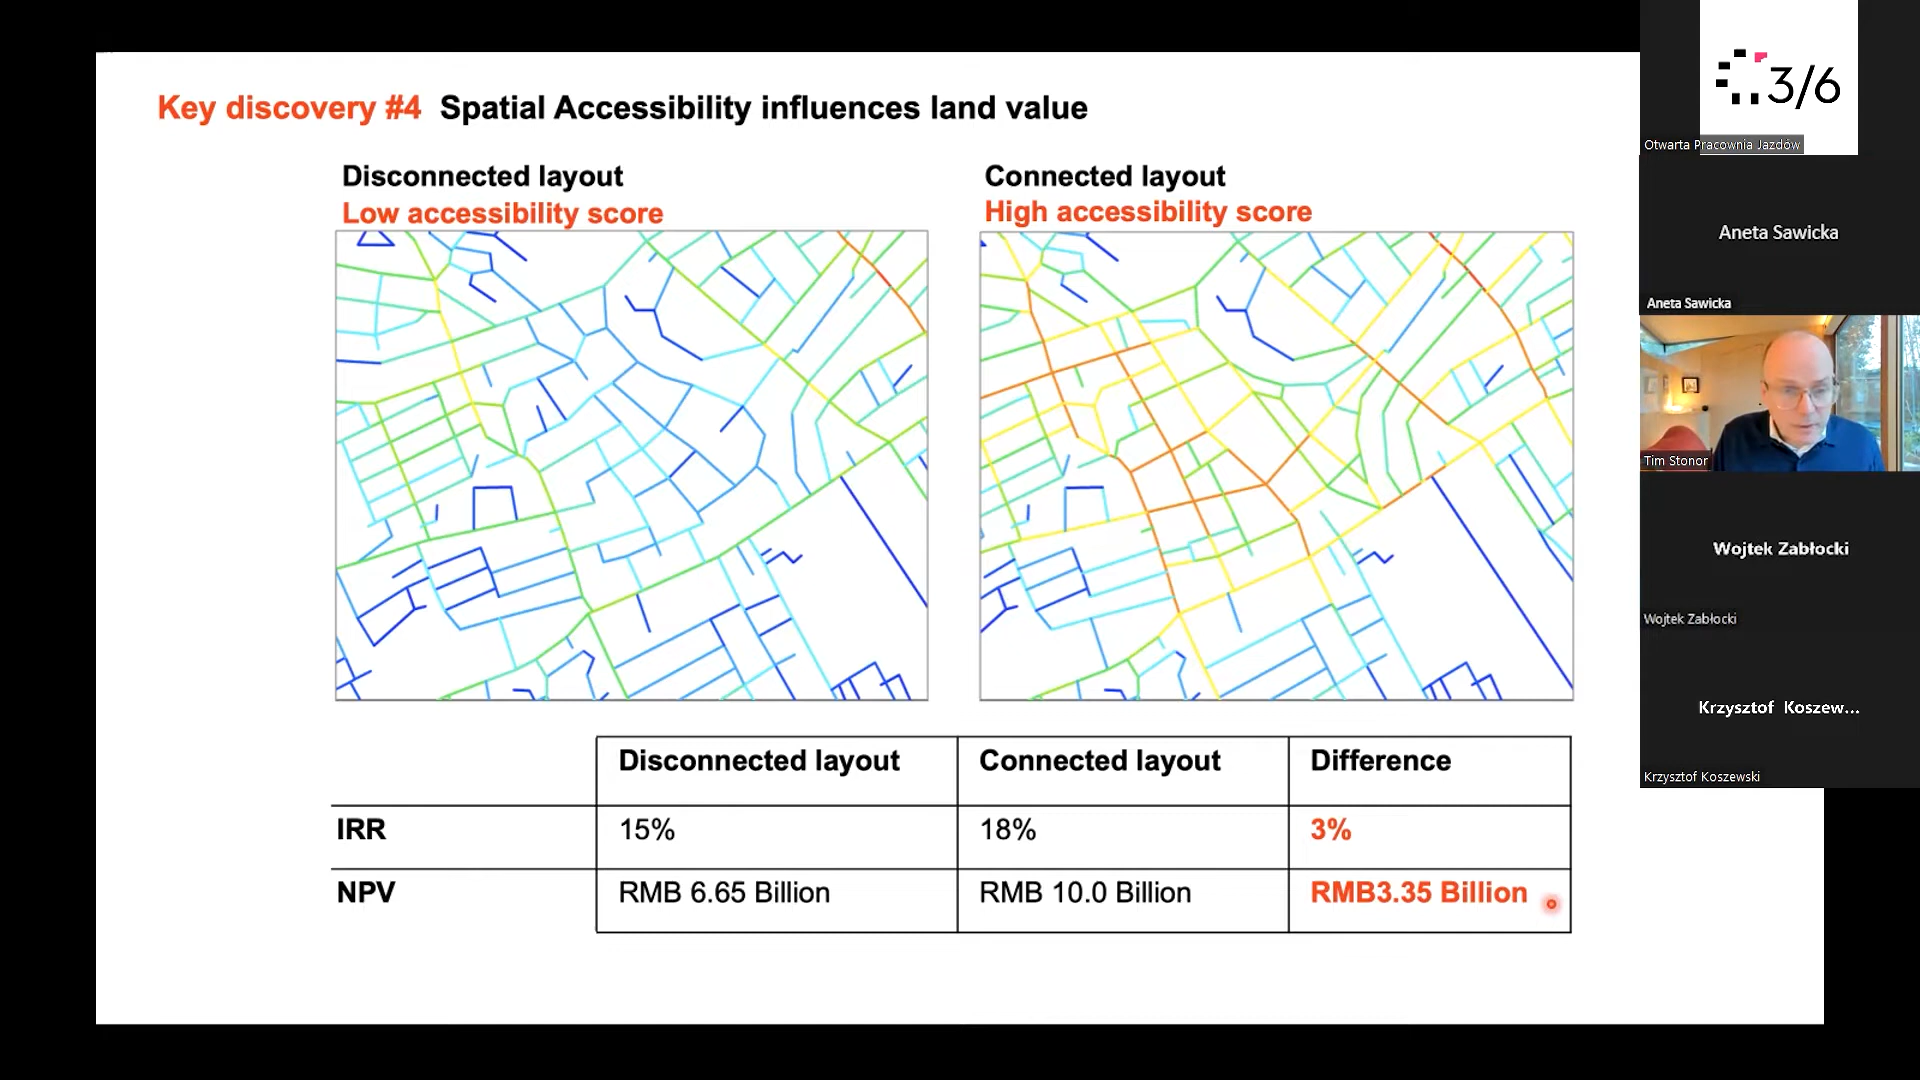 Key discovery #4 Spatial Accessibility influences land value
Disconnected layout
Low accessibility score
Connected layout
High accessibility score
Disconnected layout Connected layout Difference
IRR 15% 18% 3%
NPV RMB 6.65 Billion RMB 10.0 Billion RMB3.35 Billion
3/6
Otwarta Pracownia Jazdów
Aneta Sawicka
Aneta Sawicka
Tim Stonor
Wojtek Zabłocki
Wojtek Zabłocki
Krzysztof Koszew...
Krzysztof Koszewski